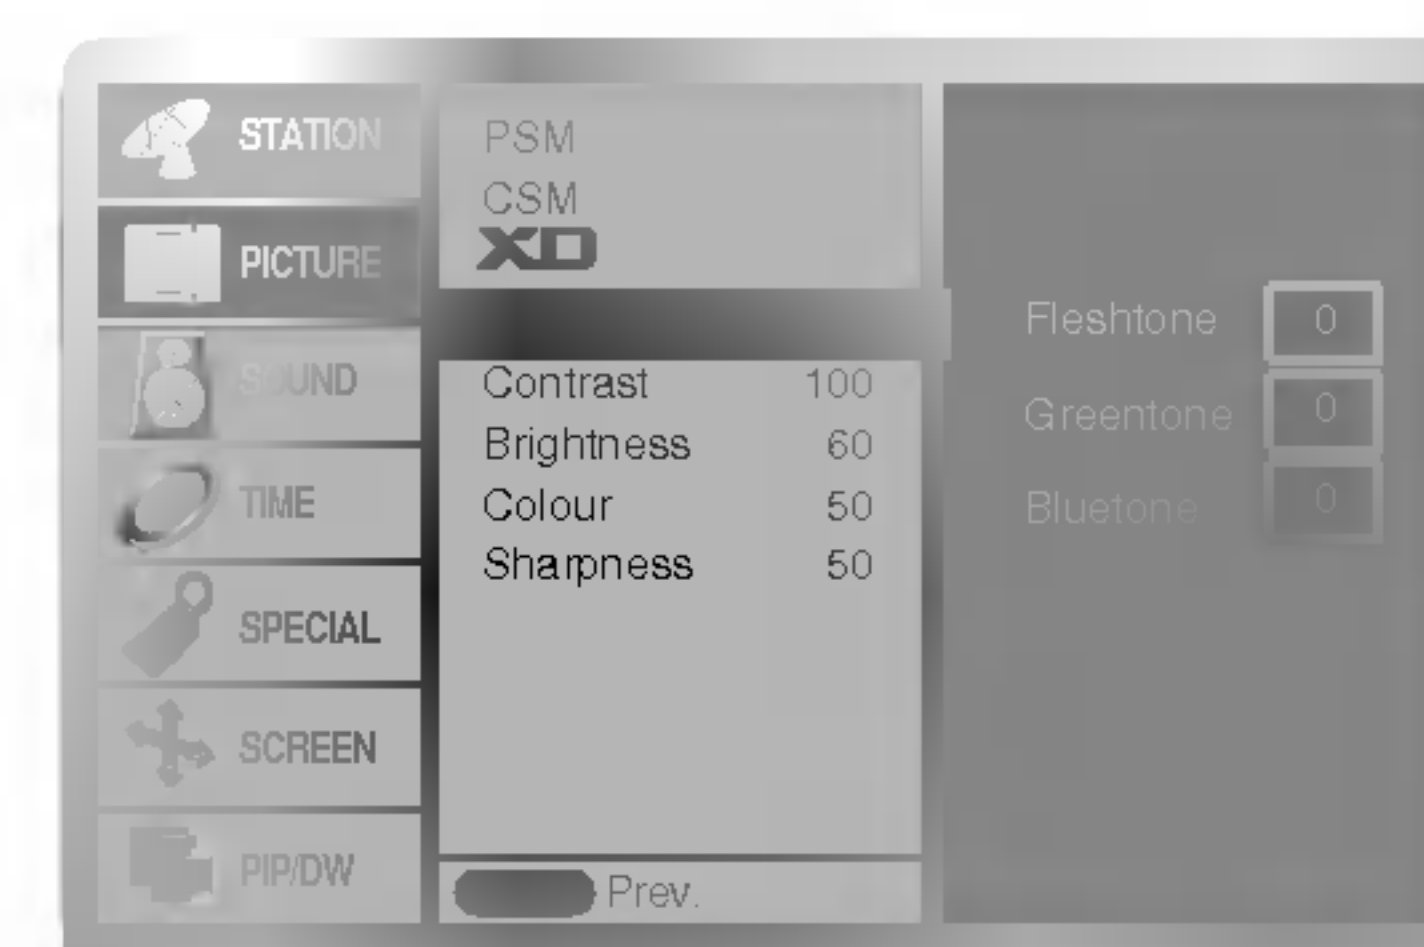 STATION
PICTURE
SOUND
TIME
SPECIAL
SCREEN
PIP/DW
PSM
CSM
XD
Contrast 100
Brightness 60
Colour 50
Sharpness 50
Prev.
Fleshtone 0
Greentone 0
Bluetone 0